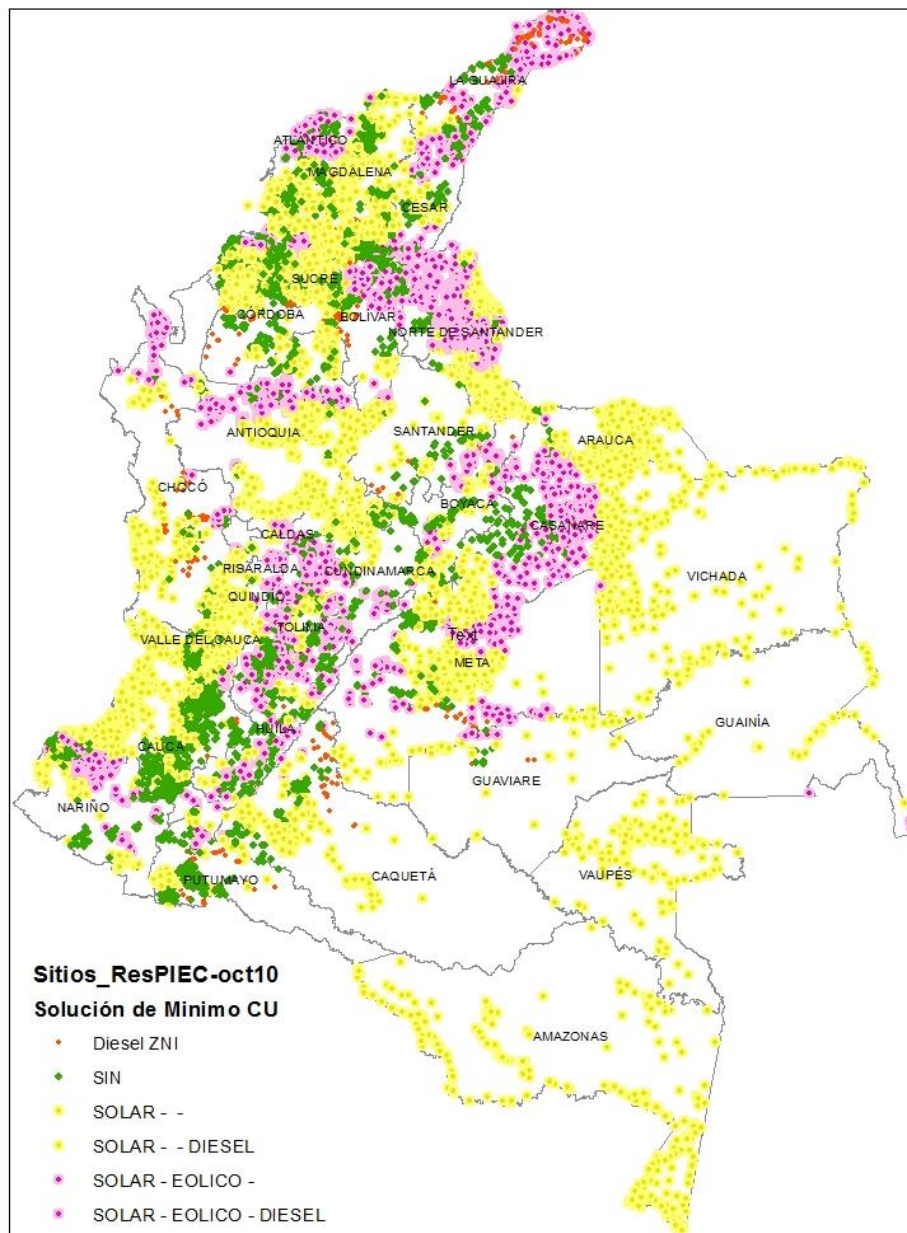 LA GUAJIRA
ATLANTICO
MAGDALENA
CESAR
SUCRE
CÓRDOBA
BOLIVAR
NORTE DE SANTANDER
ANTIOQUIA
SANTANDER
ARAUCA
CHOCÓ
BOYACÁ
CASANARE
CALDAS
RISARALDA
CUNDINAMARCA
VICHADA
QUINDIO
TOLIMA
VALLE DEL CAUCA
Text
META
GUAINÍA
HUILA
CAUCA
GUAVIARE
NARIÑO
PUTUMAYO
CAQUETÁ
VAUPÉS
AMAZONAS
Sitios_ResPIEC-oct10
Solución de Minimo CU
Diesel ZNI
SIN
SOLAR - -
SOLAR - - DIESEL
SOLAR - EOLICO -
SOLAR - EOLICO - DIESEL